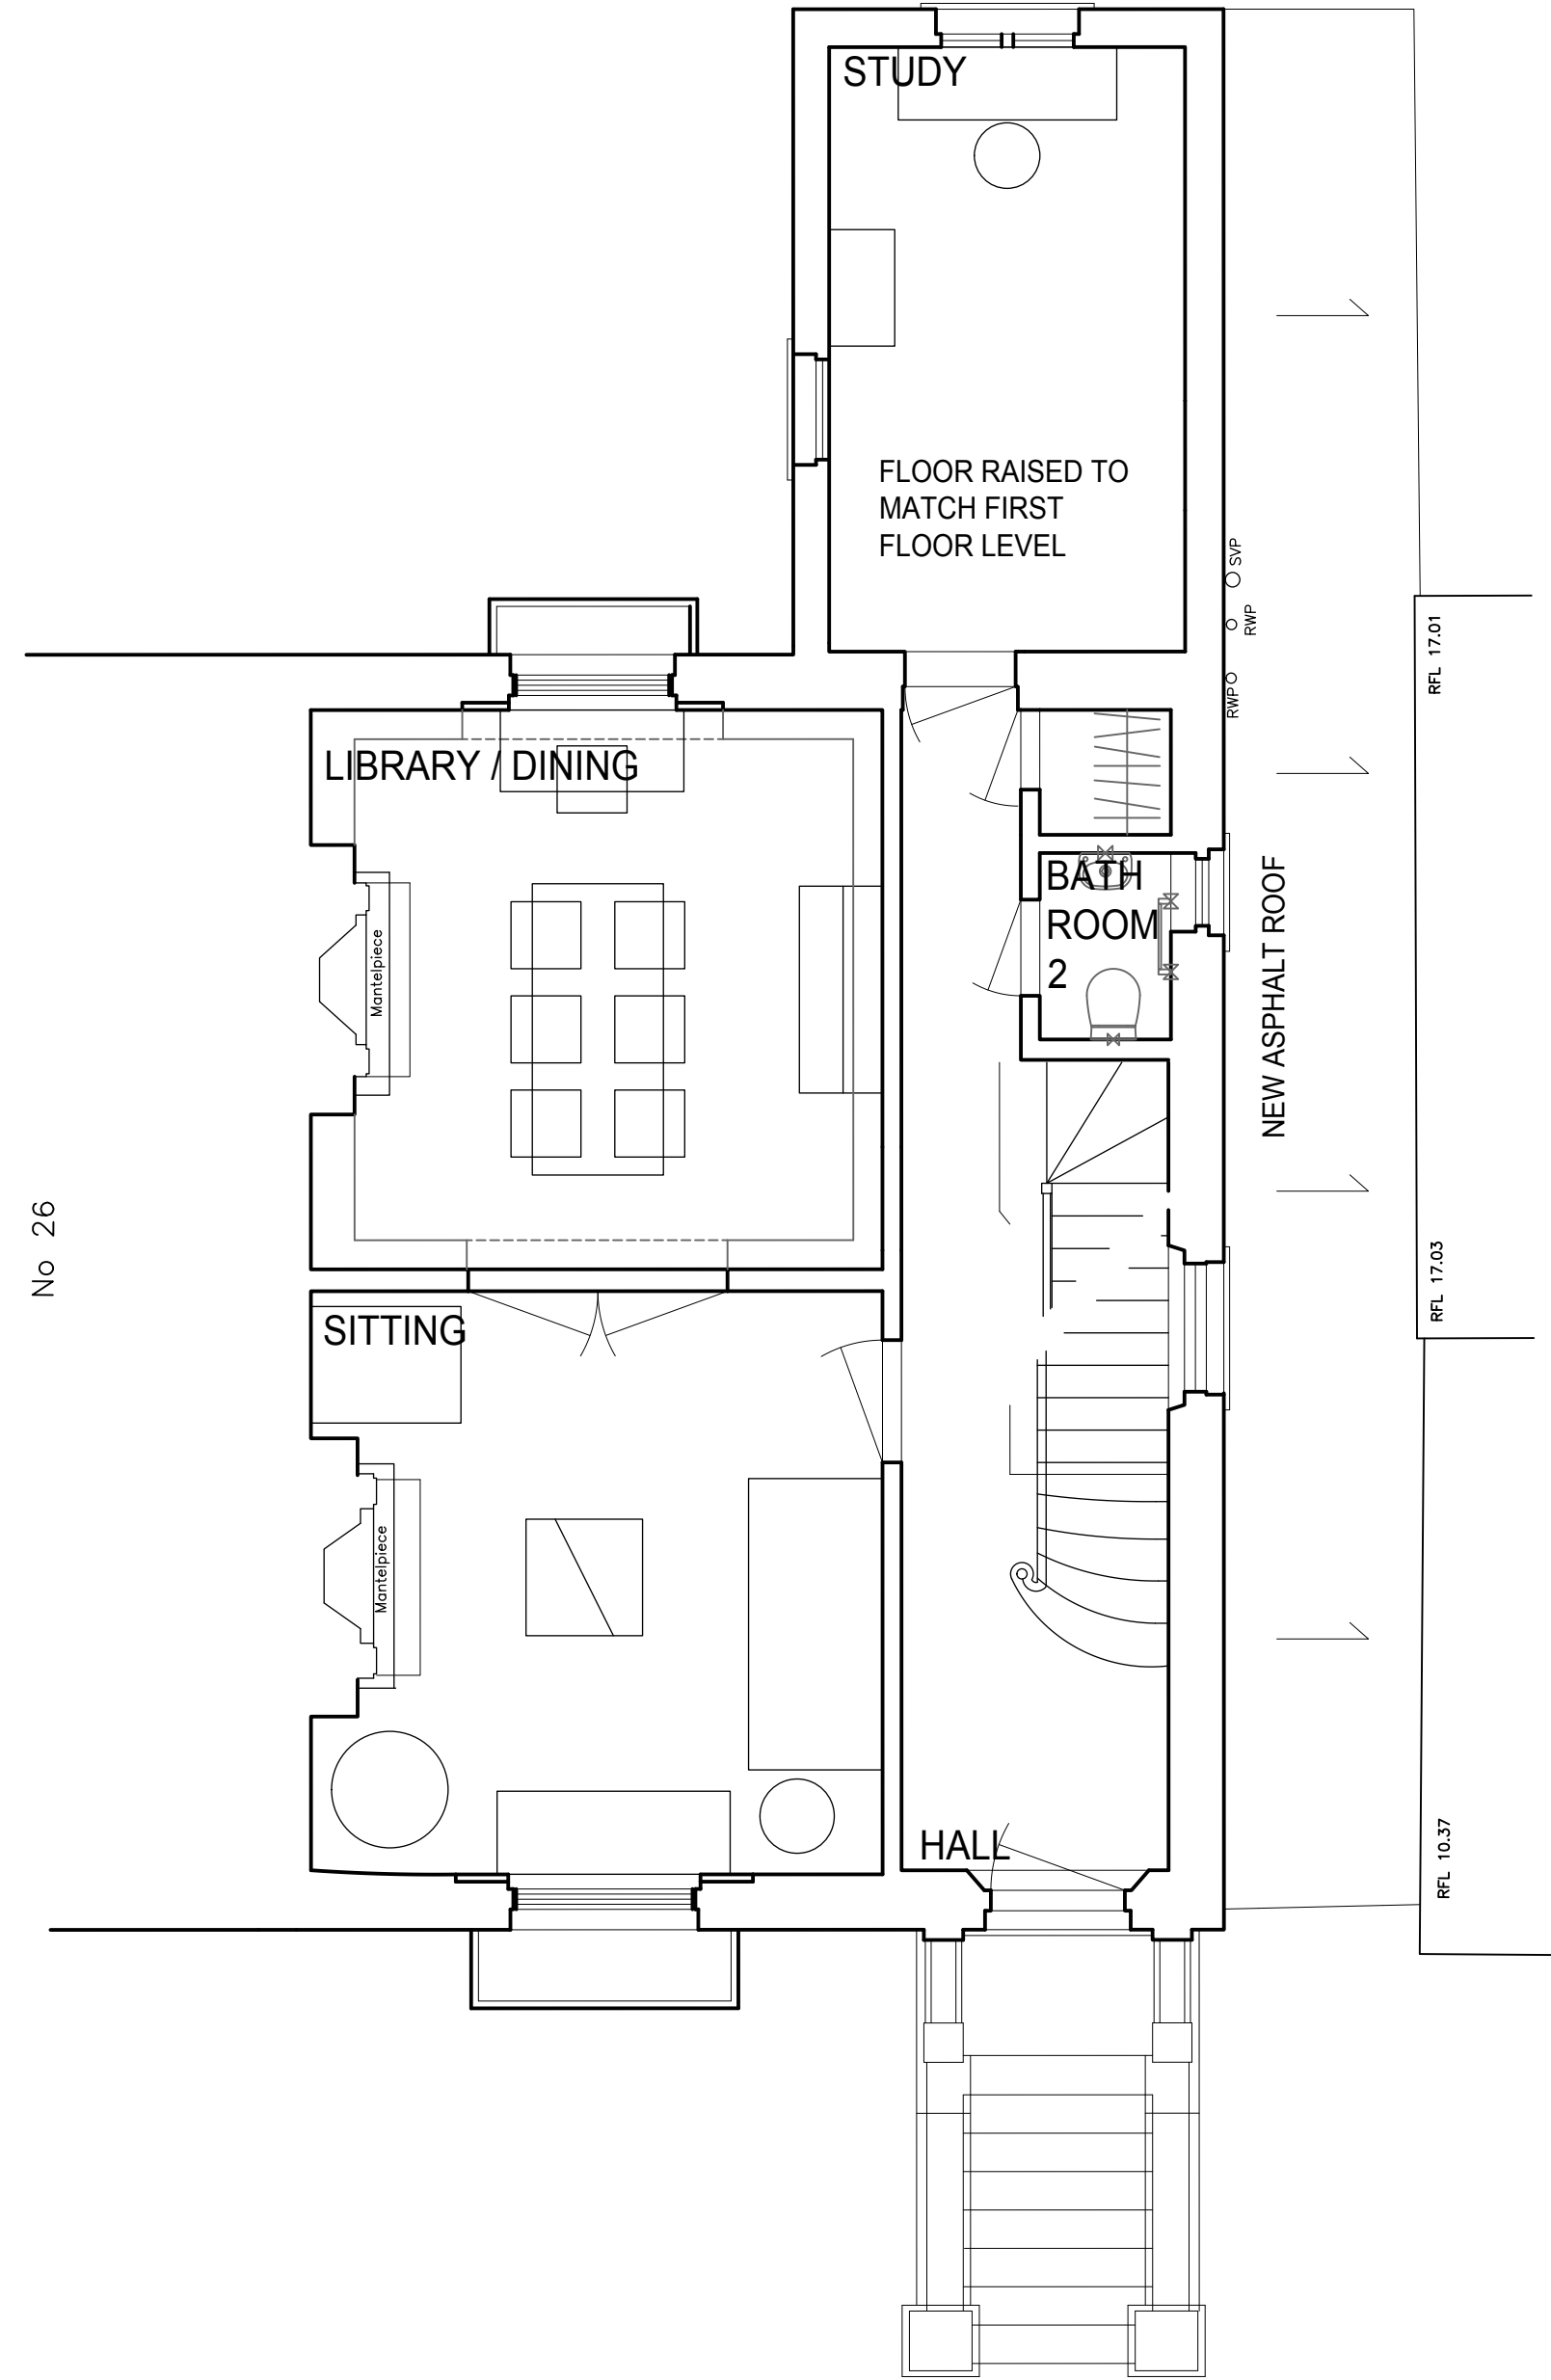 STUDY
FLOOR RAISED TO
MATCH FIRST
FLOOR LEVEL
SVP
RWP
RWP
RFL 17.01
LIBRARY / DINING
Mantelpiece
BATH
ROOM
2
NEW ASPHALT ROOF
No 26
RFL 17.03
SITTING
Mantelpiece
HALL
RFL 10.37